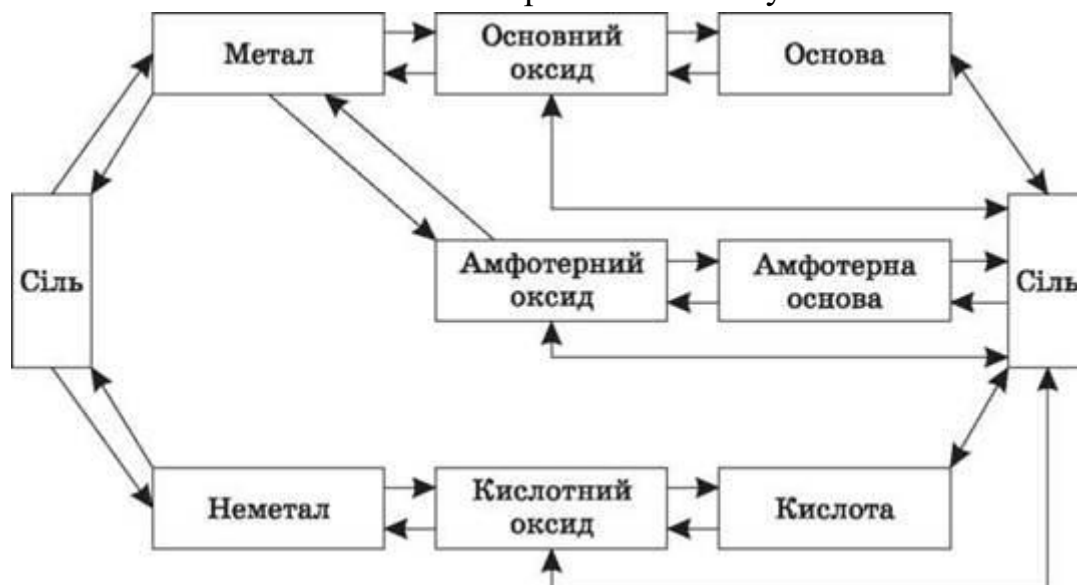 Метал
Основний
оксид
Основа
Сіль
Амфотерний
оксид
Амфотерна
основа
Сіль
Неметал
Кислотний
оксид
Кислота